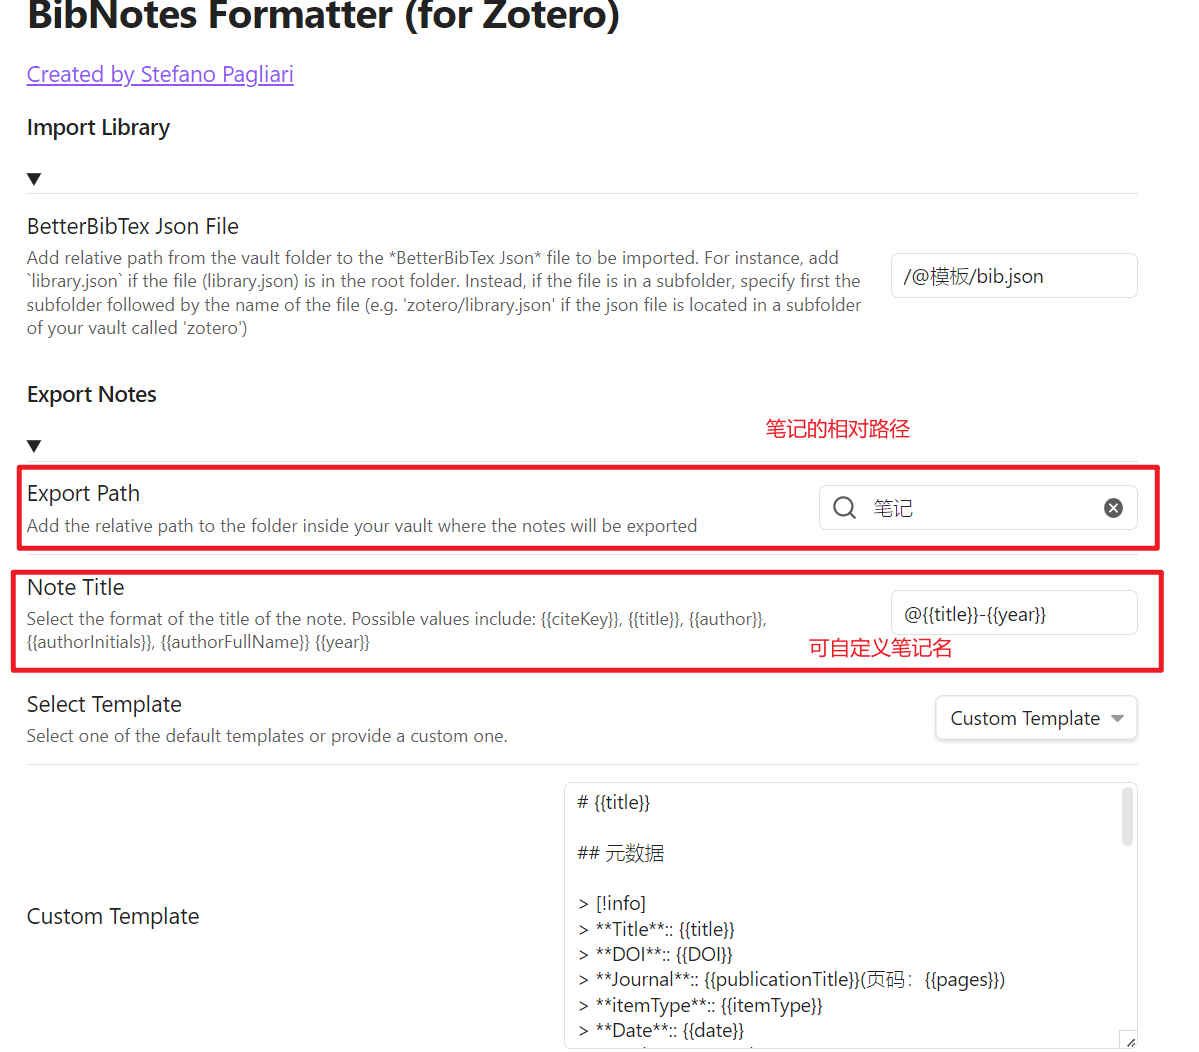 BibNotes Formatter (for Zotero)
Created by Stefano Pagliari
Import Library
BetterBibTex Json File
Add relative path from the vault folder to the *BetterBibTex Json* file to be imported. For instance, add
`library.json` if the file (library.json) is in the root folder. Instead, if the file is in a subfolder, specify first the
subfolder followed by the name of the file (e.g. 'zotero/library.json' if the json file is located in a subfolder
of your vault called 'zotero')
/@模板/bib.json
Export Notes
笔记的相对路径
Export Path
Add the relative path to the folder inside your vault where the notes will be exported
笔记
Note Title
Select the format of the title of the note. Possible values include: {{citeKey}}, {{title}}, {{author}},
{{authorInitials}}, {{authorFullName}} {{year}}
@{{title}}-{{year}}
可自定义笔记名
Select Template
Select one of the default templates or provide a custom one.
Custom Template
Custom Template
# {{title}}
## 元数据
> [!info]
> **Title**:: {{title}}
> **DOI**:: {{DOI}}
> **Journal**:: {{publicationTitle}}(页码：{{pages}})
> **itemType**:: {{itemType}}
> **Date**:: {{date}}